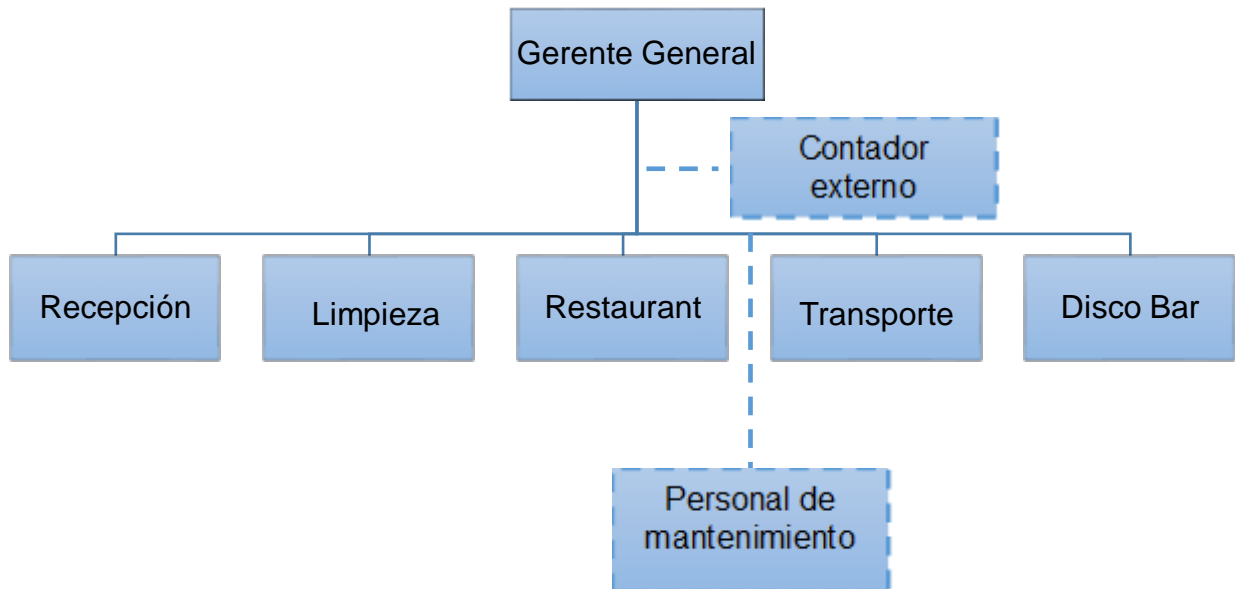 Gerente General
Contador
externo
Recepción
Limpieza
Restaurant
Transporte
Disco Bar
Personal de
mantenimiento